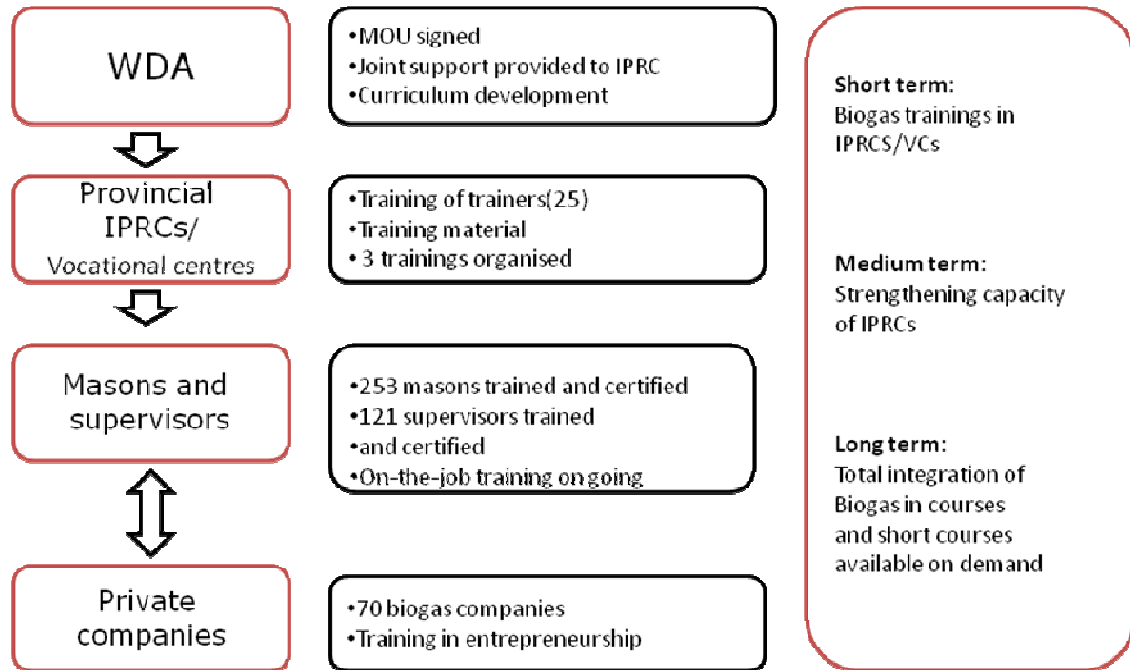 WDA
•MOU signed
•Joint support provided to IPRC
•Curriculum development
Provincial
IPRCs/
Vocational centres
•Training of trainers(25)
•Training material
• 3 trainings organised
Masons and
supervisors
•253 masons trained and certified
•121 supervisors trained
•and certified
•On-the-job training on going
Private
companies
•70 biogas companies
•Training in entrepreneurship
Short term:
Biogas trainings in
IPRCS/VCs
Medium term:
Strengthening capacity
of IPRCs
Long term:
Total integration of
Biogas in courses
and short courses
available on demand